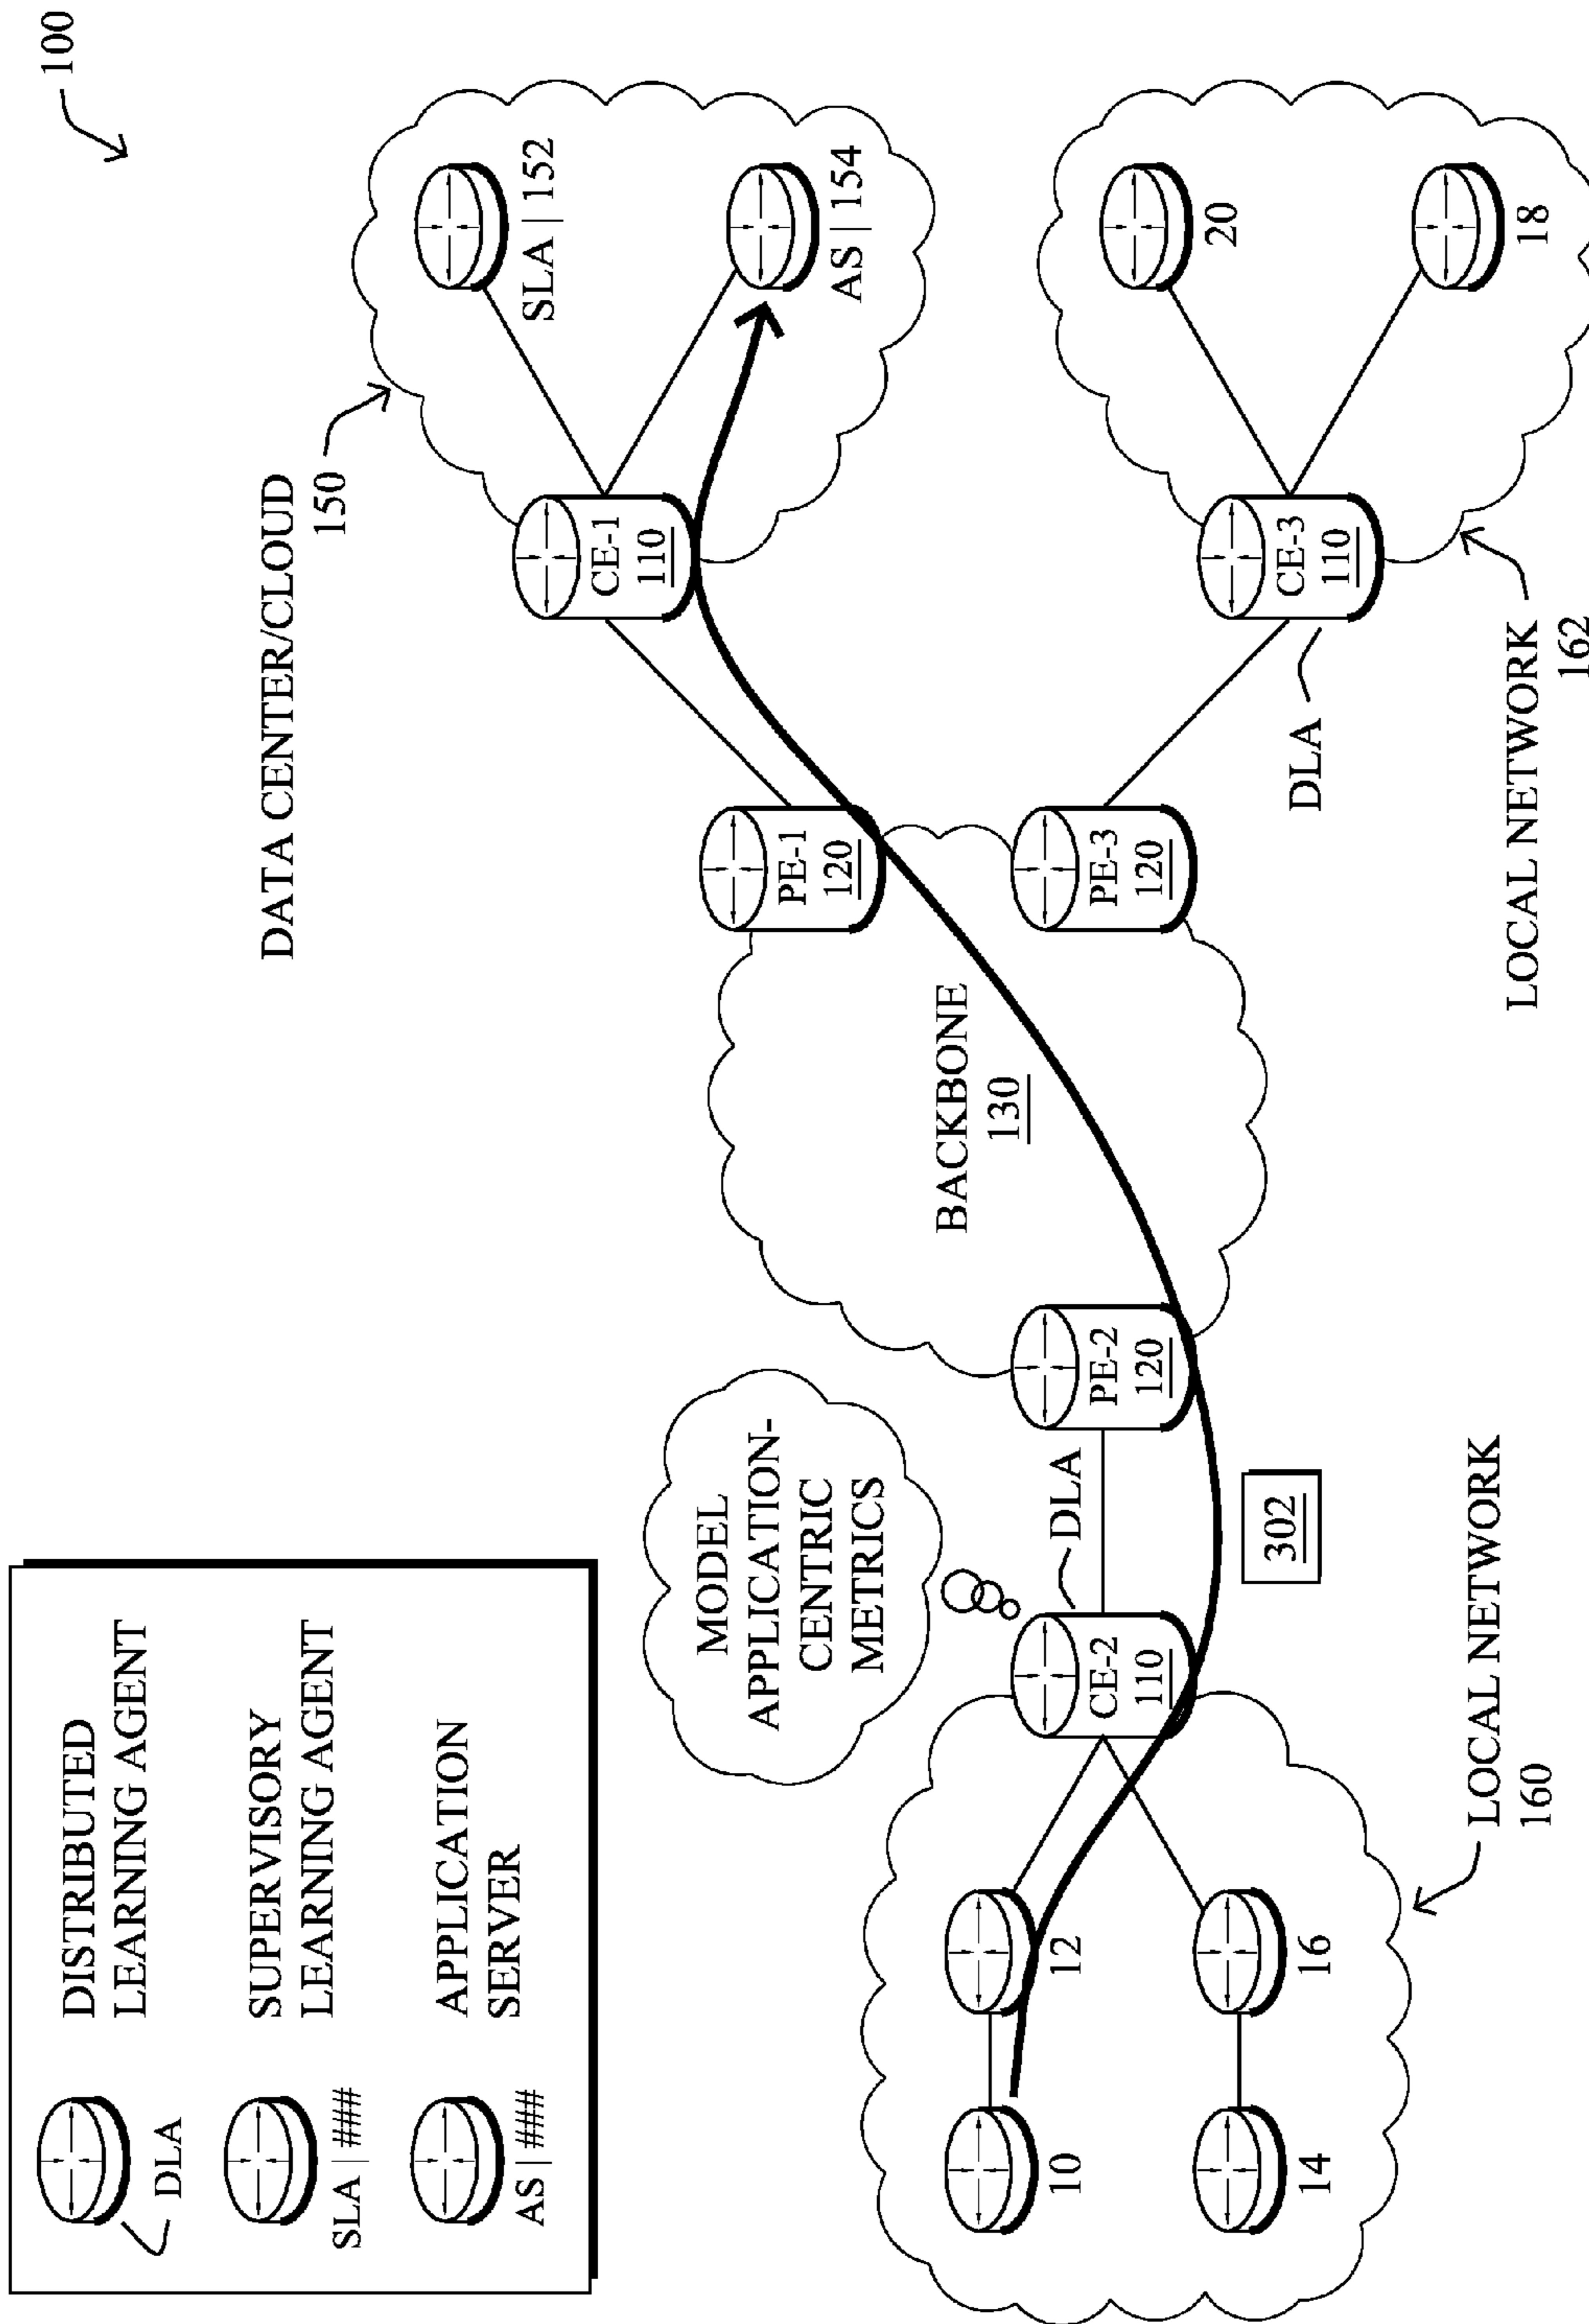 100
DISTRIBUTED
LEARNING AGENT
DLA
SUPERVISORY
LEARNING AGENT
SLA | ###
APPLICATION
SERVER
AS | ###
DATA CENTER/CLOUD
150
SLA | 152
AS | 154
CE-1
110
PE-1
120
MODEL
APPLICATION-
CENTRIC
METRICS
BACKBONE
130
10
12
14
16
CE-2
110
DLA
PE-2
120
302
PE-3
120
DLA
CE-3
110
20
18
LOCAL NETWORK
160
LOCAL NETWORK
162